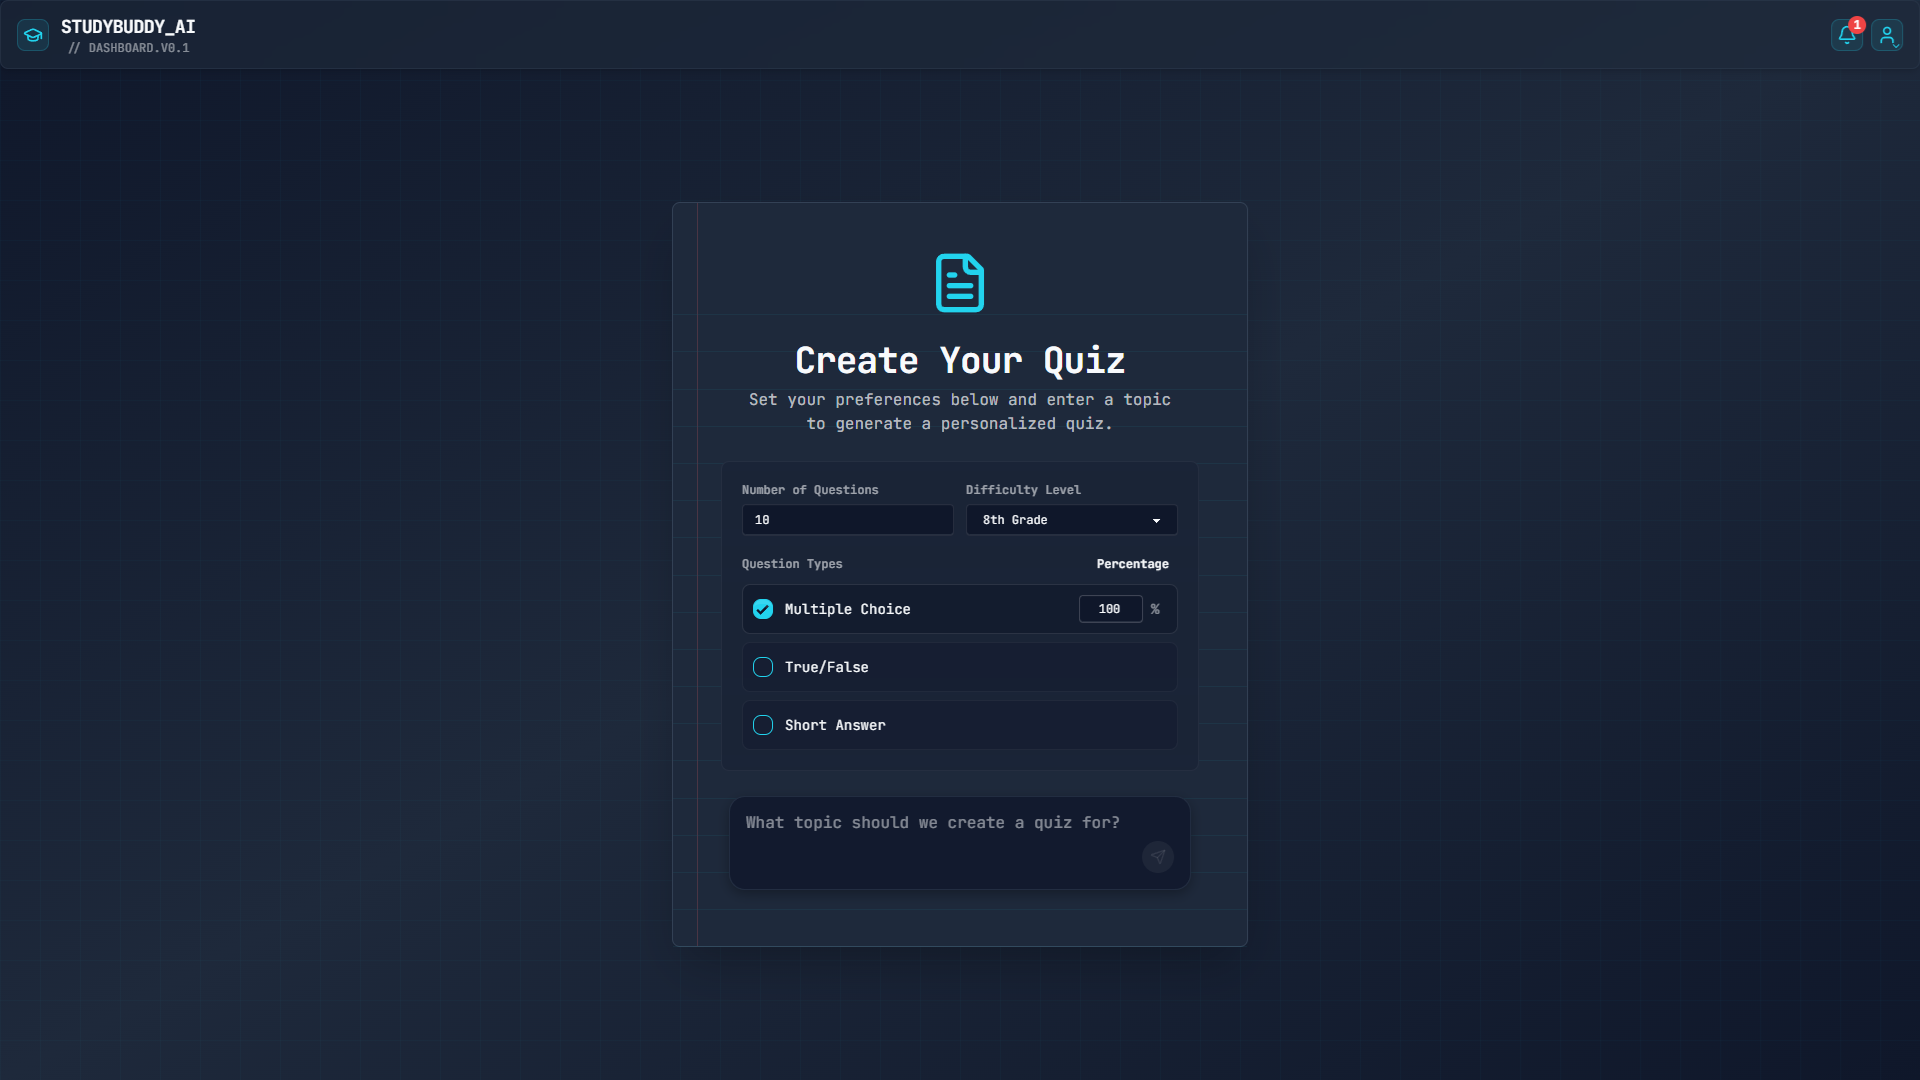 STUDYBUDDY_AI
// DASHBOARD.V0.1
1
Create Your Quiz
Set your preferences below and enter a topic
to generate a personalized quiz.
Number of Questions
Difficulty Level
10
8th Grade
Question Types
Percentage
Multiple Choice
100
%
True/False
Short Answer
What topic should we create a quiz for?